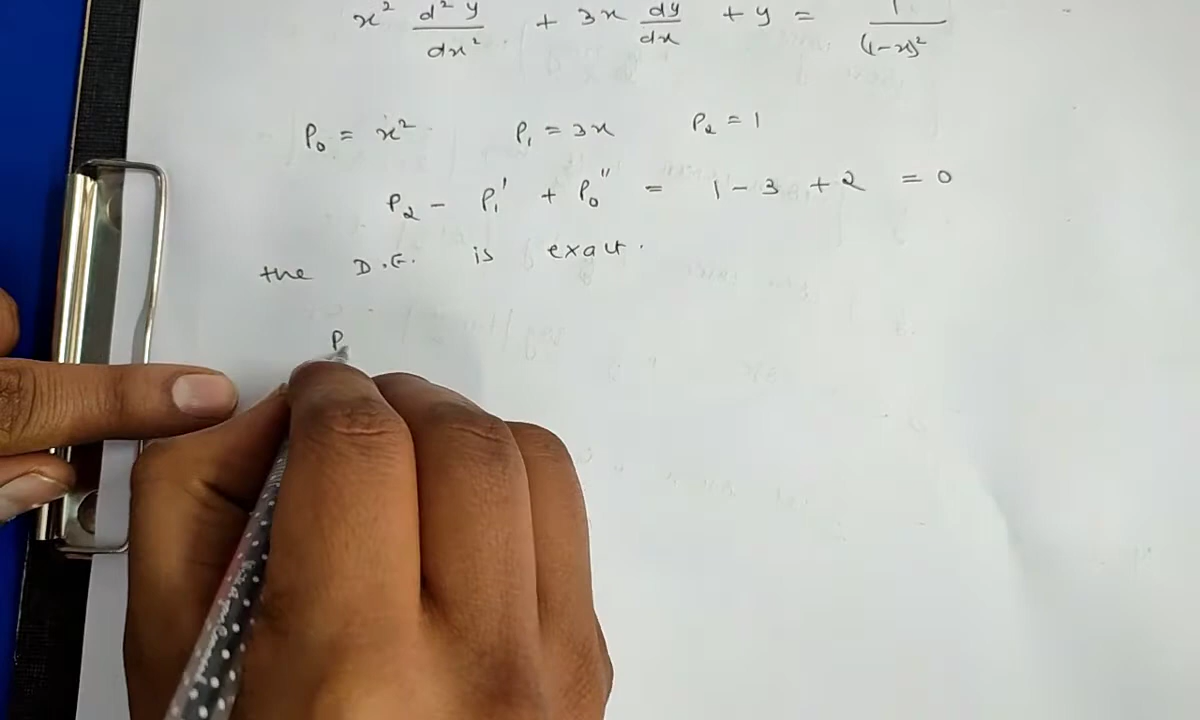 x² d²y/dx² + 3x dy/dx + y = 1/(1-x)²
P₀ = x² P₁ = 3x P₂ = 1
P₂ - P₁' + P₀'' = 1 - 3 + 2 = 0
the D.E. is exact.
P